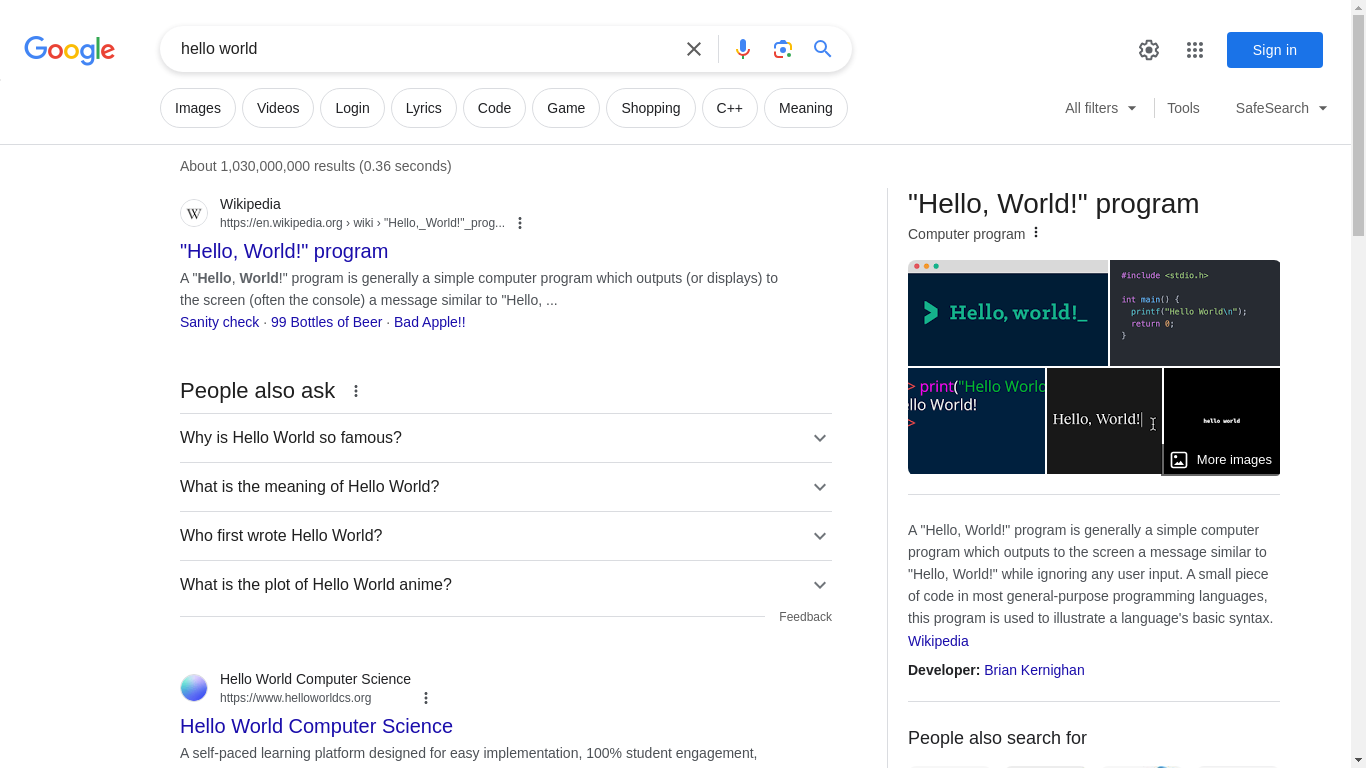 Google
hello world
Sign in
Images
Videos
Login
Lyrics
Code
Game
Shopping
C++
Meaning
All filters
Tools
SafeSearch
About 1,030,000,000 results (0.36 seconds)
W
Wikipedia
https://en.wikipedia.org › wiki › "Hello,_World!"_prog...
"Hello, World!" program
A "Hello, World!" program is generally a simple computer program which outputs (or displays) to
the screen (often the console) a message similar to "Hello, ...
Sanity check · 99 Bottles of Beer · Bad Apple!!
People also ask
Why is Hello World so famous?
What is the meaning of Hello World?
Who first wrote Hello World?
What is the plot of Hello World anime?
Feedback
Hello World Computer Science
https://www.helloworldcs.org
Hello World Computer Science
A self-paced learning platform designed for easy implementation, 100% student engagement,
"Hello, World!" program
Computer program
Hello, world!_
#include <stdio.h>
int main() {
printf("Hello World\n");
return 0;
}
> print("Hello World
llo World!
>
Hello, World!
hello world
More images
A "Hello, World!" program is generally a simple computer
program which outputs to the screen a message similar to
"Hello, World!" while ignoring any user input. A small piece
of code in most general-purpose programming languages,
this program is used to illustrate a language's basic syntax.
Wikipedia
Developer: Brian Kernighan
People also search for